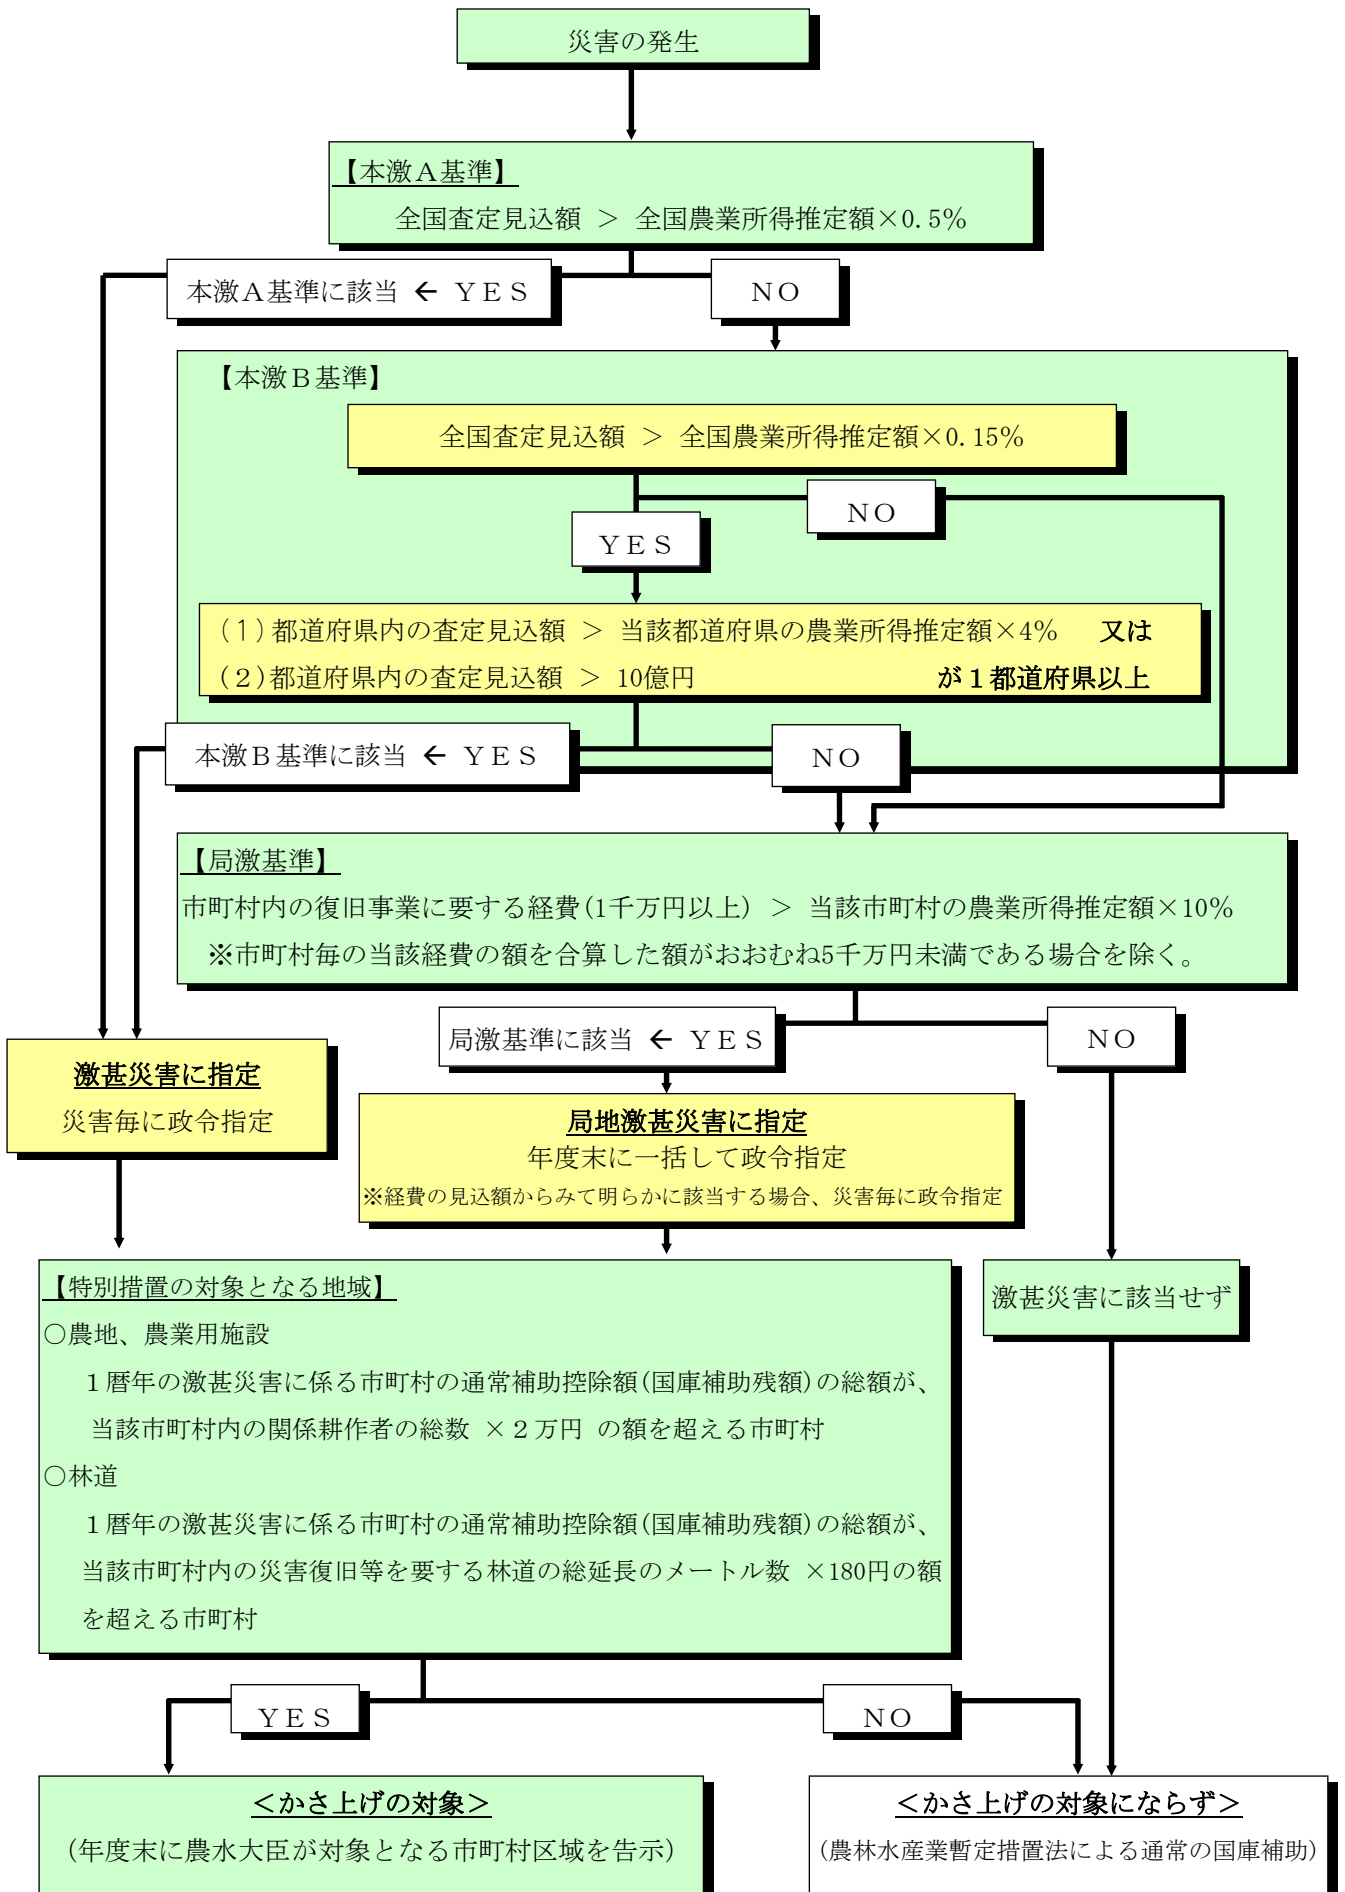 災害の発生
【本激Ａ基準】
全国査定見込額 ＞ 全国農業所得推定額×0.5％
本激Ａ基準に該当 ← ＹＥＳ
ＮＯ
【本激Ｂ基準】
全国査定見込額 ＞ 全国農業所得推定額×0.15％
ＮＯ
ＹＥＳ
(１)都道府県内の査定見込額 ＞ 当該都道府県の農業所得推定額×4％ 又は
(２)都道府県内の査定見込額 ＞ 10億円 が１都道府県以上
本激Ｂ基準に該当 ← ＹＥＳ
ＮＯ
【局激基準】
市町村内の復旧事業に要する経費(1千万円以上) ＞ 当該市町村の農業所得推定額×10％
※市町村毎の当該経費の額を合算した額がおおむね5千万円未満である場合を除く。
局激基準に該当 ← ＹＥＳ
ＮＯ
激甚災害に指定
災害毎に政令指定
局地激甚災害に指定
年度末に一括して政令指定
※経費の見込額からみて明らかに該当する場合、災害毎に政令指定
【特別措置の対象となる地域】
○農地、農業用施設
１暦年の激甚災害に係る市町村の通常補助控除額(国庫補助残額)の総額が、
当該市町村内の関係耕作者の総数 ×２万円 の額を超える市町村
○林道
１暦年の激甚災害に係る市町村の通常補助控除額(国庫補助残額)の総額が、
当該市町村内の災害復旧等を要する林道の総延長のメートル数 ×180円の額
を超える市町村
激甚災害に該当せず
ＹＥＳ
ＮＯ
＜かさ上げの対象＞
(年度末に農水大臣が対象となる市町村区域を告示)
＜かさ上げの対象にならず＞
(農林水産業暫定措置法による通常の国庫補助)